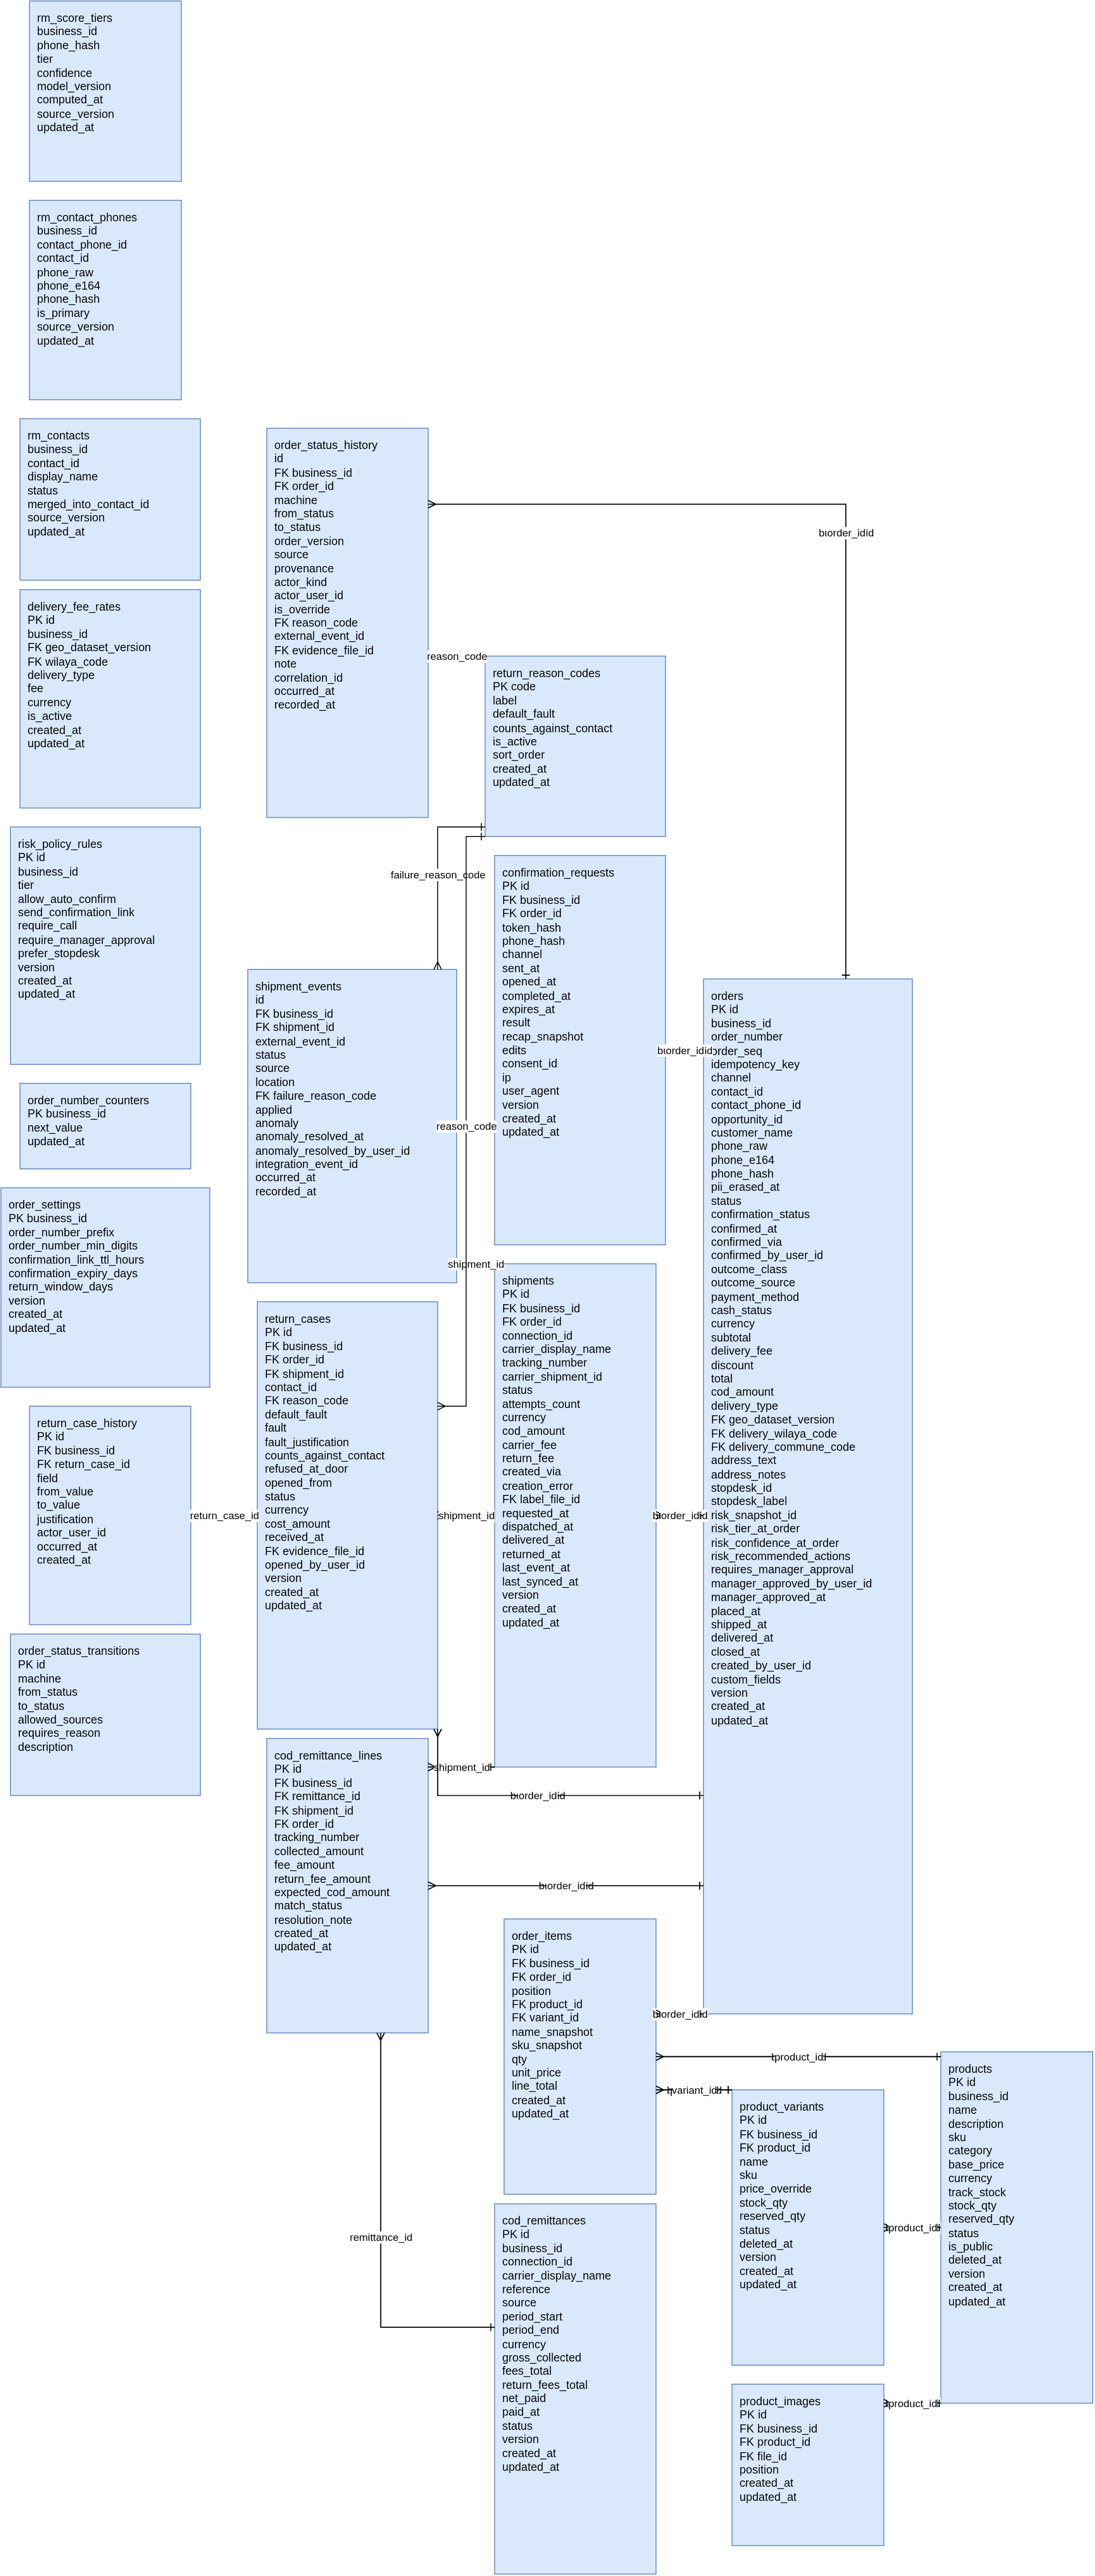 rm_score_tiers
business_id
phone_hash
tier
confidence
model_version
computed_at
source_version
updated_at
rm_contact_phones
business_id
contact_phone_id
contact_id
phone_raw
phone_e164
phone_hash
is_primary
source_version
updated_at
rm_contacts
business_id
contact_id
display_name
status
merged_into_contact_id
source_version
updated_at
delivery_fee_rates
PK id
business_id
FK geo_dataset_version
FK wilaya_code
delivery_type
fee
currency
is_active
created_at
updated_at
risk_policy_rules
PK id
business_id
tier
allow_auto_confirm
send_confirmation_link
require_call
require_manager_approval
prefer_stopdesk
version
created_at
updated_at
order_number_counters
PK business_id
next_value
updated_at
order_settings
PK business_id
order_number_prefix
order_number_min_digits
confirmation_link_ttl_hours
confirmation_expiry_days
return_window_days
version
created_at
updated_at
return_case_history
PK id
FK business_id
FK return_case_id
field
from_value
to_value
justification
actor_user_id
occurred_at
created_at
return_case_id
order_status_transitions
PK id
machine
from_status
to_status
allowed_sources
requires_reason
description
order_status_history
id
FK business_id
FK order_id
machine
from_status
to_status
order_version
source
provenance
actor_kind
actor_user_id
is_override
FK reason_code
external_event_id
FK evidence_file_id
note
correlation_id
occurred_at
recorded_at
order_id
reason_code
return_reason_codes
PK code
label
default_fault
counts_against_contact
is_active
sort_order
created_at
updated_at
failure_reason_code
shipment_events
id
FK business_id
FK shipment_id
external_event_id
status
source
location
FK failure_reason_code
applied
anomaly
anomaly_resolved_at
anomaly_resolved_by_user_id
integration_event_id
occurred_at
recorded_at
reason_code
shipment_id
confirmation_requests
PK id
FK business_id
FK order_id
token_hash
phone_hash
channel
sent_at
opened_at
completed_at
expires_at
result
recap_snapshot
edits
consent_id
ip
user_agent
version
created_at
updated_at
order_id
return_cases
PK id
FK business_id
FK order_id
FK shipment_id
contact_id
FK reason_code
default_fault
fault
fault_justification
counts_against_contact
refused_at_door
opened_from
status
currency
cost_amount
received_at
FK evidence_file_id
opened_by_user_id
version
created_at
updated_at
shipment_id
shipments
PK id
FK business_id
FK order_id
connection_id
carrier_display_name
tracking_number
carrier_shipment_id
status
attempts_count
currency
cod_amount
carrier_fee
return_fee
created_via
creation_error
FK label_file_id
requested_at
dispatched_at
delivered_at
returned_at
last_event_at
last_synced_at
version
created_at
updated_at
order_id
orders
PK id
business_id
order_number
order_seq
idempotency_key
channel
contact_id
contact_phone_id
opportunity_id
customer_name
phone_raw
phone_e164
phone_hash
pii_erased_at
status
confirmation_status
confirmed_at
confirmed_via
confirmed_by_user_id
outcome_class
outcome_source
payment_method
cash_status
currency
subtotal
delivery_fee
discount
total
cod_amount
delivery_type
FK geo_dataset_version
FK delivery_wilaya_code
FK delivery_commune_code
address_text
address_notes
stopdesk_id
stopdesk_label
risk_snapshot_id
risk_tier_at_order
risk_confidence_at_order
risk_recommended_actions
requires_manager_approval
manager_approved_by_user_id
manager_approved_at
placed_at
shipped_at
delivered_at
closed_at
created_by_user_id
custom_fields
version
created_at
updated_at
cod_remittance_lines
PK id
FK business_id
FK remittance_id
FK shipment_id
FK order_id
tracking_number
collected_amount
fee_amount
return_fee_amount
expected_cod_amount
match_status
resolution_note
created_at
updated_at
shipment_id
order_id
order_id
order_items
PK id
FK business_id
FK order_id
position
FK product_id
FK variant_id
name_snapshot
sku_snapshot
qty
unit_price
line_total
created_at
updated_at
order_id
product_id
variant_id
product_variants
PK id
FK business_id
FK product_id
name
sku
price_override
stock_qty
reserved_qty
status
deleted_at
version
created_at
updated_at
product_id
products
PK id
business_id
name
description
sku
category
base_price
currency
track_stock
stock_qty
reserved_qty
status
is_public
deleted_at
version
created_at
updated_at
remittance_id
cod_remittances
PK id
business_id
connection_id
carrier_display_name
reference
source
period_start
period_end
currency
gross_collected
fees_total
return_fees_total
net_paid
paid_at
status
version
created_at
updated_at
product_images
PK id
FK business_id
FK product_id
FK file_id
position
created_at
updated_at
product_id